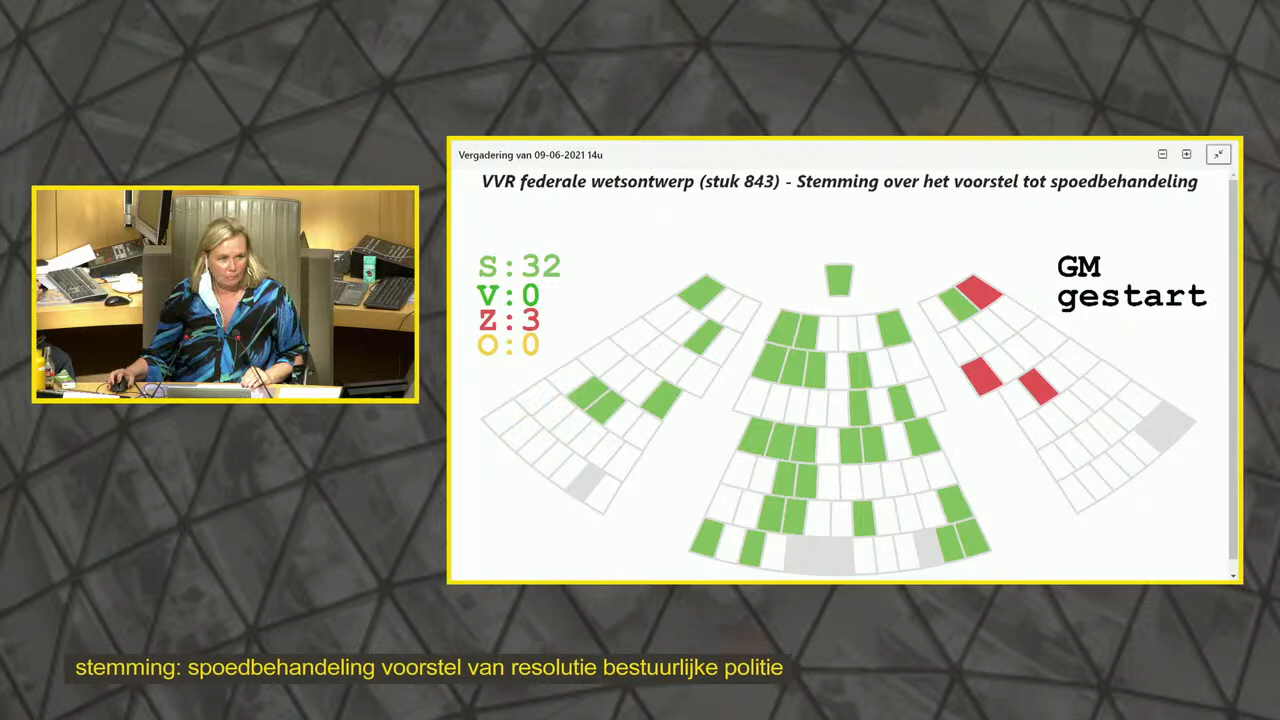 Vergadering van 09-06-2021 14u
VVR federale wetsontwerp (stuk 843) - Stemming over het voorstel tot spoedbehandeling
S:32
V:0
Z:3
O:0
GM
gestart
stemming: spoedbehandeling voorstel van resolutie bestuurlijke politie